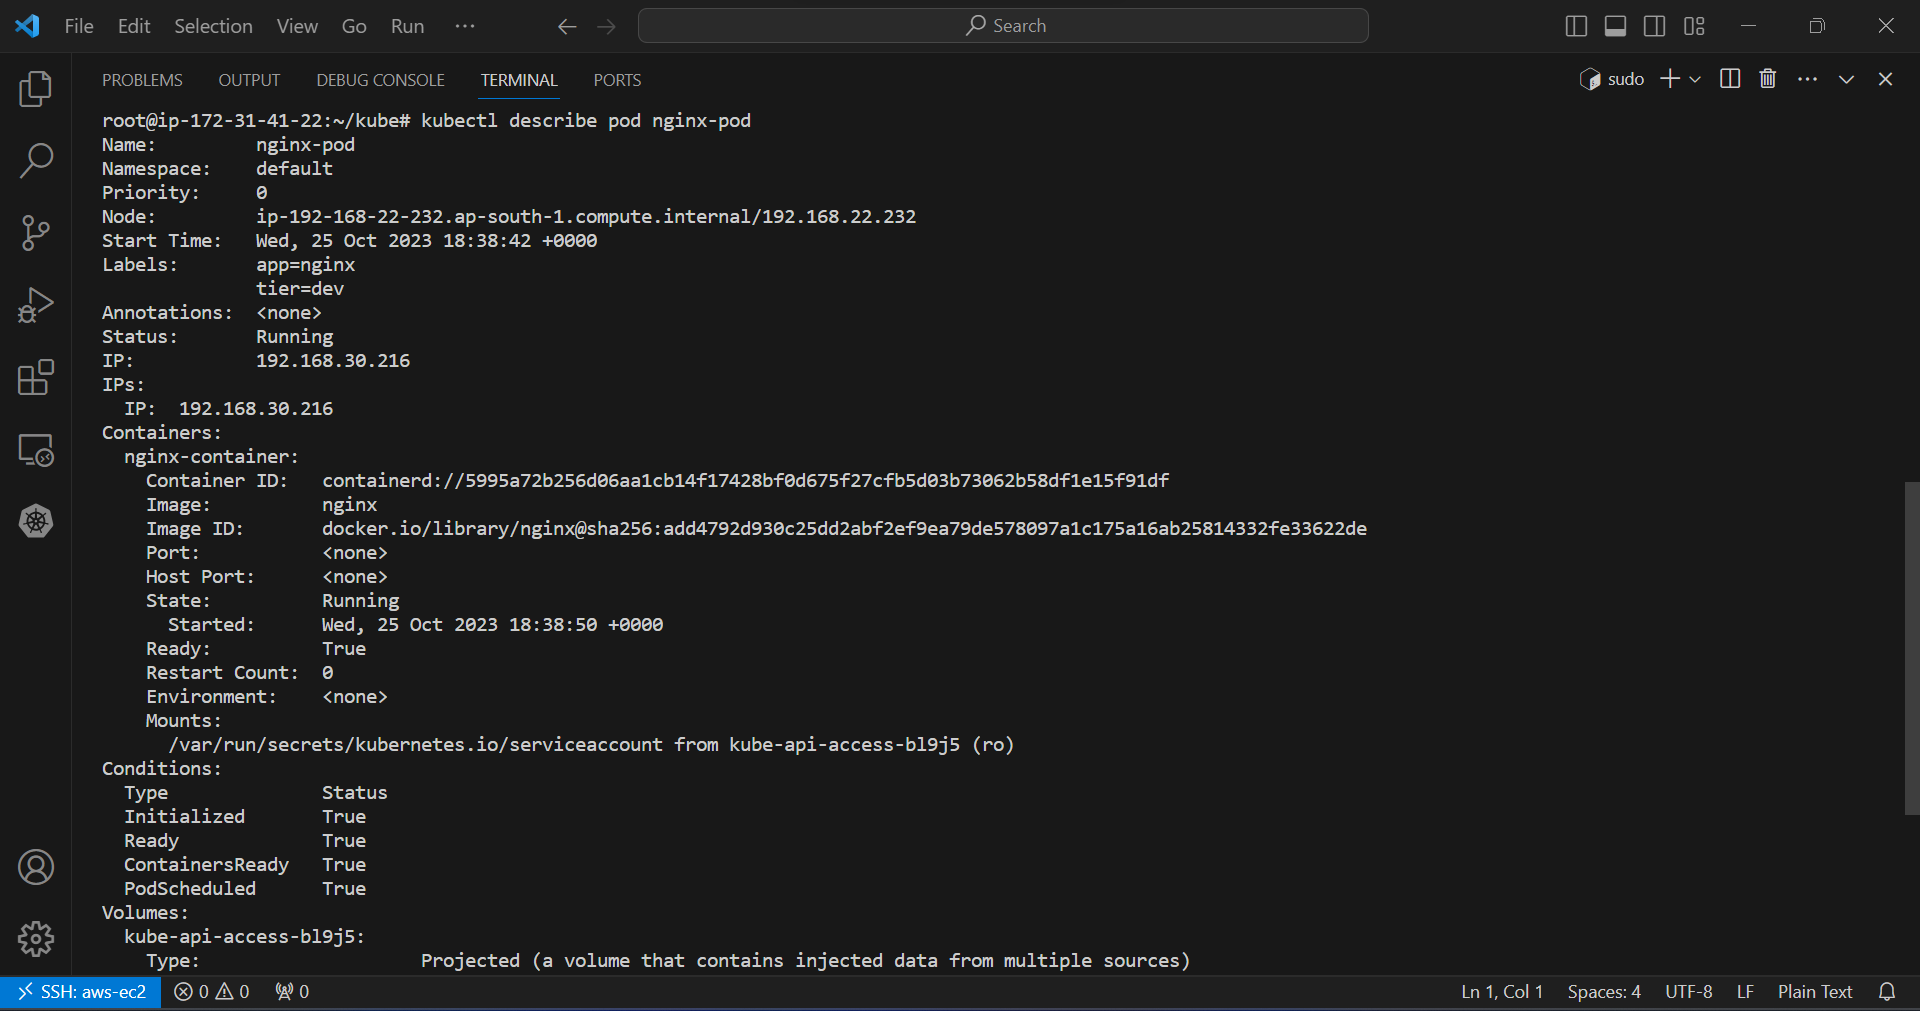 File Edit Selection View Go Run ··· Search
PROBLEMS OUTPUT DEBUG CONSOLE TERMINAL PORTS sudo
root@ip-172-31-41-22:~/kube# kubectl describe pod nginx-pod
Name: nginx-pod
Namespace: default
Priority: 0
Node: ip-192-168-22-232.ap-south-1.compute.internal/192.168.22.232
Start Time: Wed, 25 Oct 2023 18:38:42 +0000
Labels: app=nginx
tier=dev
Annotations: <none>
Status: Running
IP: 192.168.30.216
IPs:
IP: 192.168.30.216
Containers:
nginx-container:
Container ID: containerd://5995a72b256d06aa1cb14f17428bf0d675f27cfb5d03b73062b58df1e15f91df
Image: nginx
Image ID: docker.io/library/nginx@sha256:add4792d930c25dd2abf2ef9ea79de578097a1c175a16ab25814332fe33622de
Port: <none>
Host Port: <none>
State: Running
Started: Wed, 25 Oct 2023 18:38:50 +0000
Ready: True
Restart Count: 0
Environment: <none>
Mounts:
/var/run/secrets/kubernetes.io/serviceaccount from kube-api-access-bl9j5 (ro)
Conditions:
Type Status
Initialized True
Ready True
ContainersReady True
PodScheduled True
Volumes:
kube-api-access-bl9j5:
Type: Projected (a volume that contains injected data from multiple sources)
SSH: aws-ec2 0 0 0 Ln 1, Col 1 Spaces: 4 UTF-8 LF Plain Text